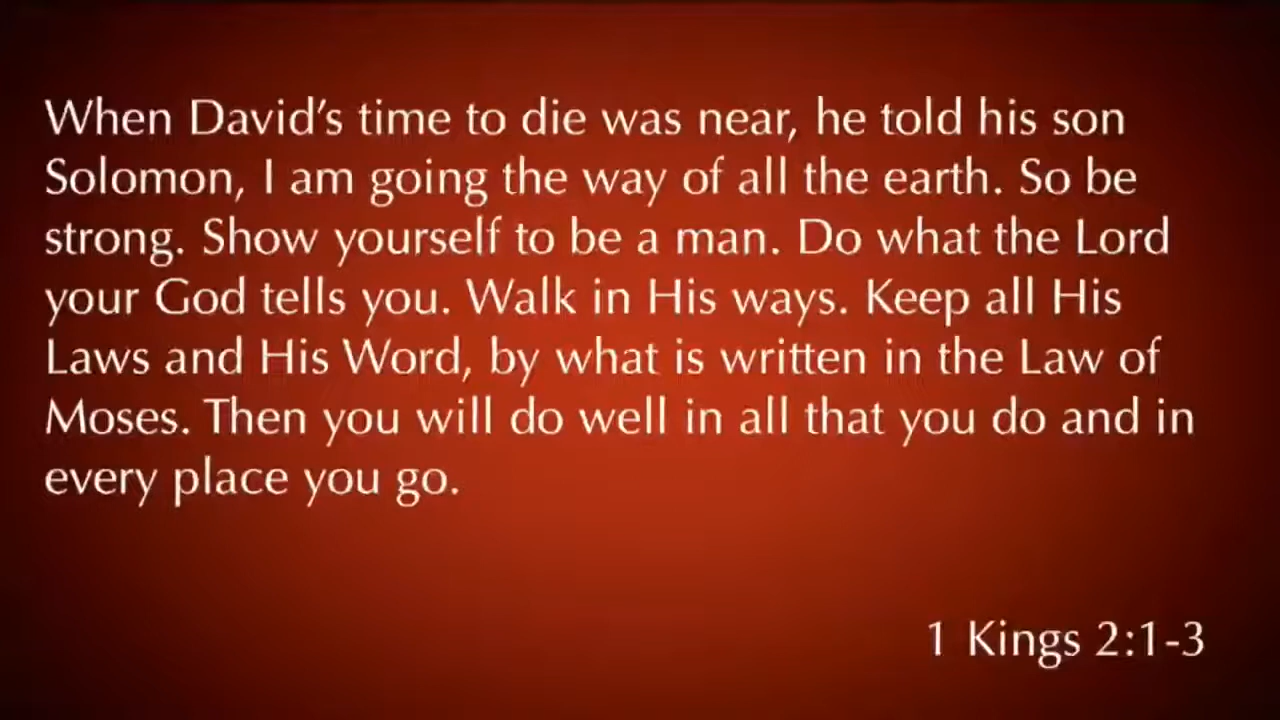 When David's time to die was near, he told his son
Solomon, I am going the way of all the earth. So be
strong. Show yourself to be a man. Do what the Lord
your God tells you. Walk in His ways. Keep all His
Laws and His Word, by what is written in the Law of
Moses. Then you will do well in all that you do and in
every place you go.
1 Kings 2:1-3